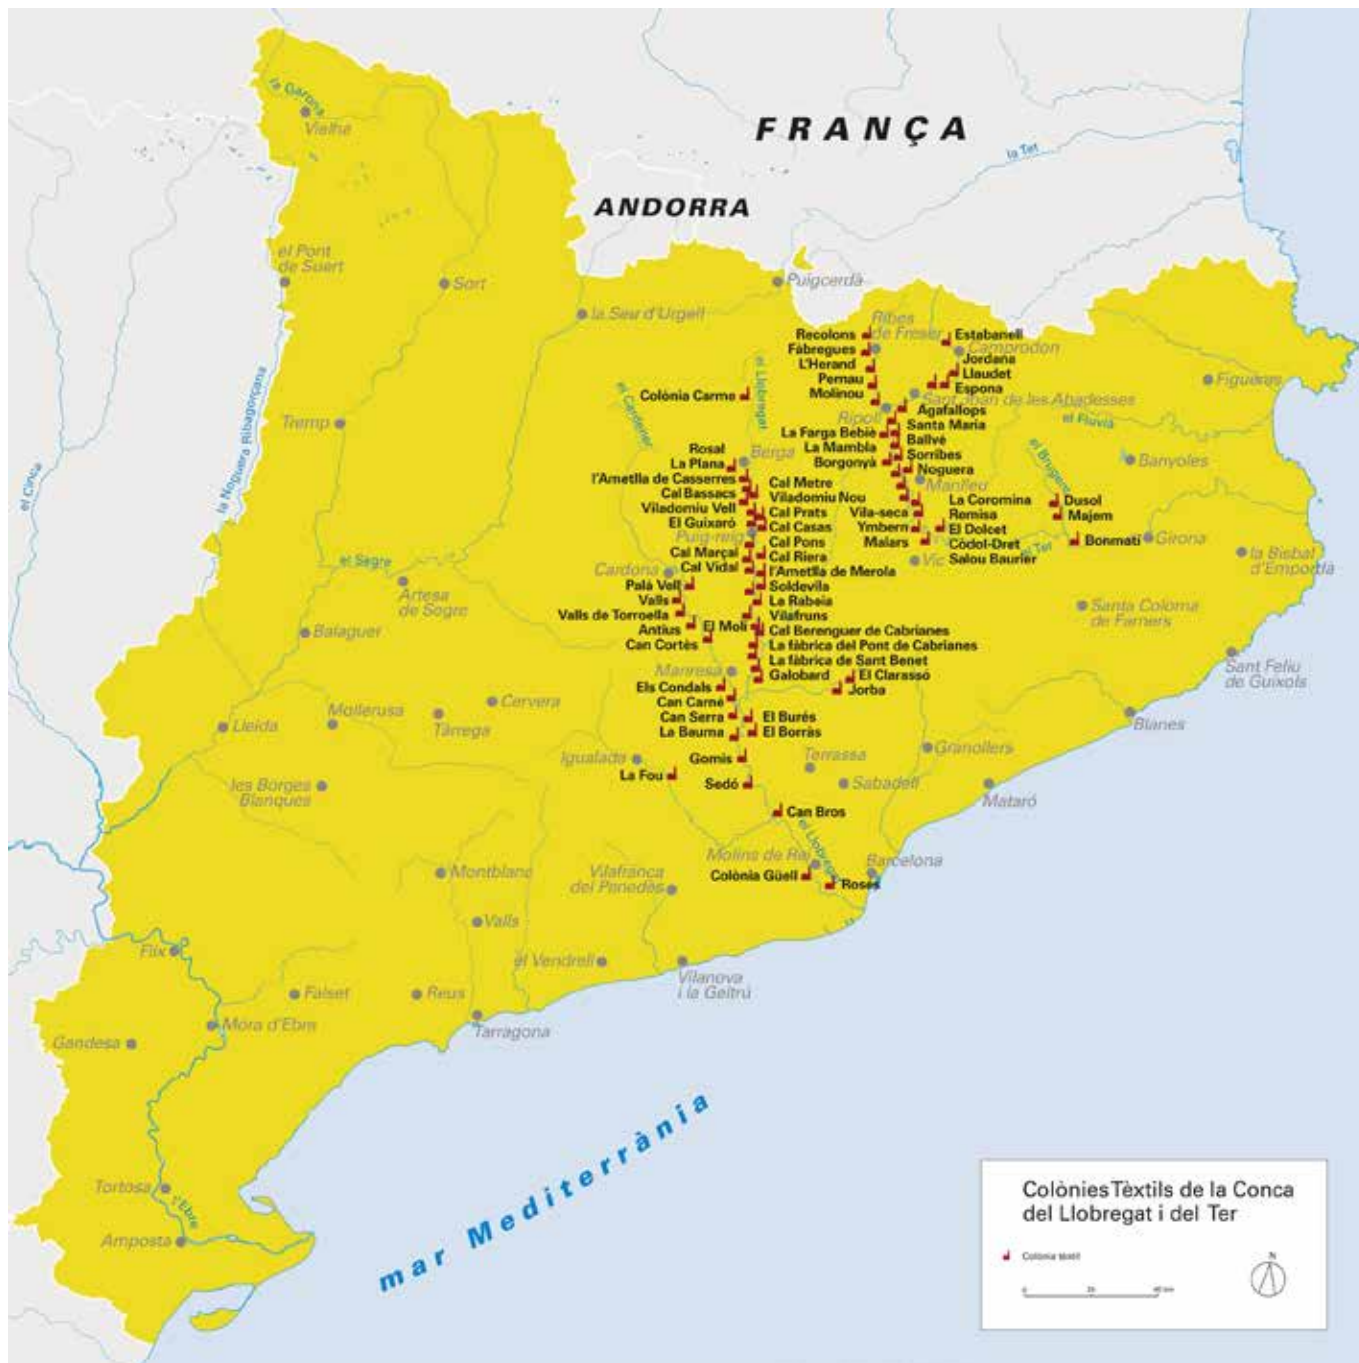 la Garona
Vielha
FRANÇA
la Tet
ANDORRA
el Pont
de Suert
Sort
Puigcerdà
la Seu d'Urgell
Ribes
de Freser
Recolons
Estabanell
Fàbregues
Camprodon
Jordana
L'Herand
Llaudet
Pernau
Espona
Molinou
Sant Joan de les Abadesses
Figueres
el Llobregat
el Cardener
Colònia Carme
la Noguera Ribagorçana
el Cinca
Tremp
Ripoll
Agafallops
el Fluvià
Santa Maria
La Farga Bebié
Ballvé
La Mambla
Sorribes
Borgonyà
Noguera
el Brugent
Banyoles
Manlleu
Rosal
Berga
La Plana
l'Ametlla de Casserres
Cal Metre
Cal Bassacs
Viladomiu Nou
La Coromina
Dusol
Viladomiu Vell
Cal Prats
Vila-seca
Remisa
Majem
El Guixaró
Cal Casas
Ymbern
El Dolcet
Puig-reig
Cal Pons
Malars
Còdol-Dret
Bonmatí
Girona
Cal Marçal
Cal Riera
Vic
Salou Baurier
el Ter
la Bisbal
d'Empordà
el Segre
Cardona
Cal Vidal
l'Ametlla de Merola
Artesa
de Segre
Palà Vell
Soldevila
Valls
La Rabeia
Santa Coloma
de Farners
Valls de Torroella
Vilafruns
Balaguer
Antius
El Molí
Cal Berenguer de Cabrianes
Can Cortès
La fàbrica del Pont de Cabrianes
La fàbrica de Sant Benet
Sant Feliu
de Guíxols
Manresa
Galobard
El Clarassó
Els Condals
Jorba
Can Carné
Cervera
Mollerusa
Tàrrega
Lleida
Can Serra
El Burés
Blanes
La Bauma
El Borràs
Granollers
Igualada
Gomis
Terrassa
La Fou
Sedó
Sabadell
Mataró
les Borges
Blanques
Can Bros
el Llobregat
Molins de Rei
Barcelona
Montblanc
Vilafranca
del Penedès
Colònia Güell
Rosés
Valls
Flix
el Vendrell
Vilanova
i la Geltrú
Falset
Reus
Tarragona
Móra d'Ebre
Gandesa
mar Mediterrània
Tortosa
l'Ebre
Amposta
Colònies Tèxtils de la Conca
del Llobregat i del Ter
Colònia tèxtil
N
0 20 40 km